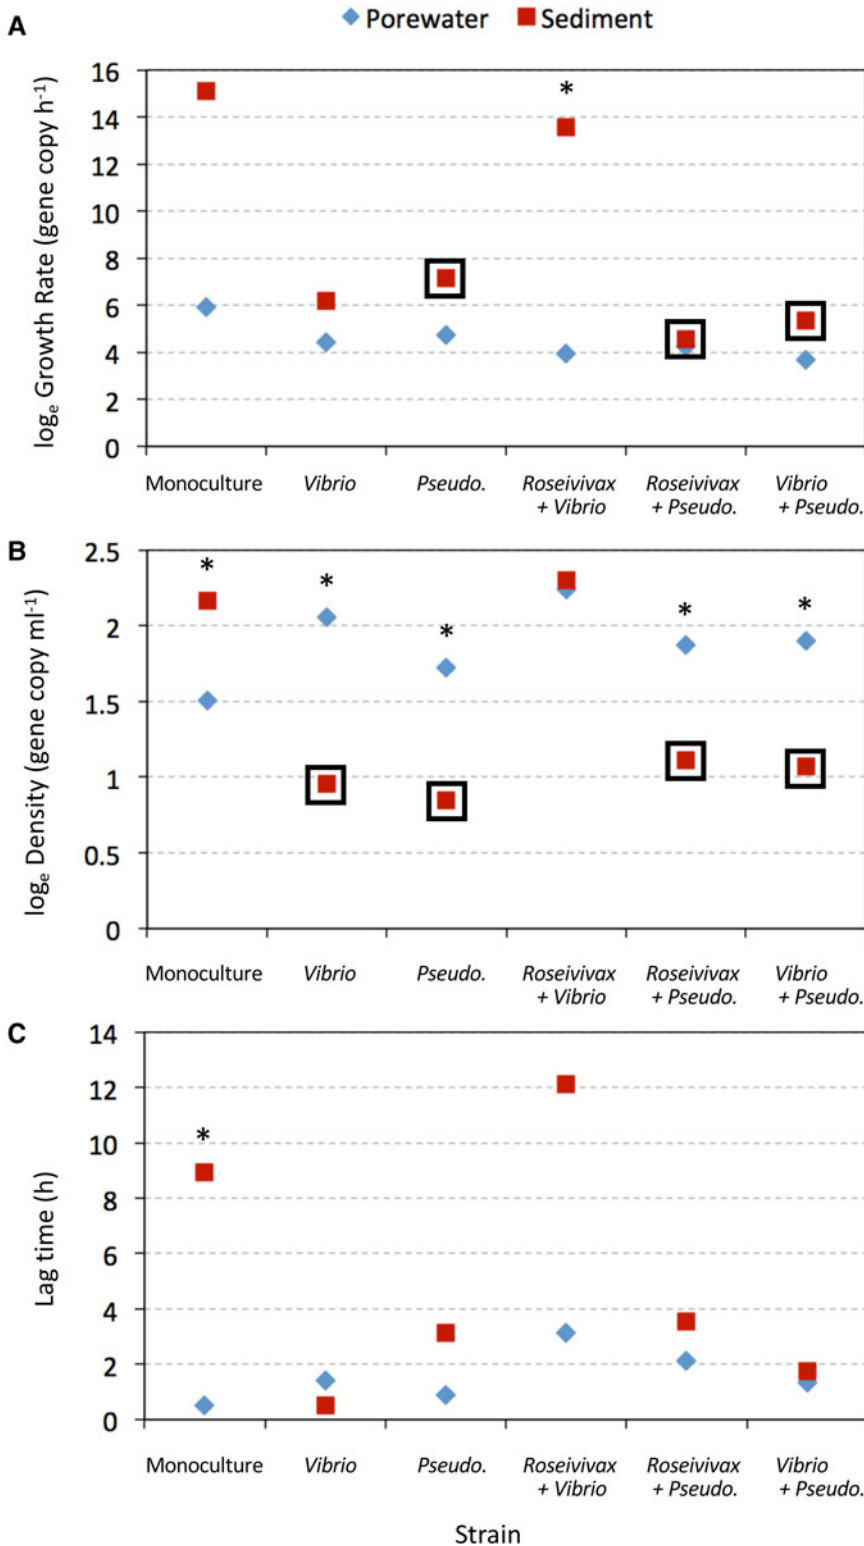 Porewater Sediment
A
log_e Growth Rate (gene copy h⁻¹)
16
14
12
10
8
6
4
2
0
*
Monoculture Vibrio Pseudo. Roseivivax + Vibrio Roseivivax + Pseudo. Vibrio + Pseudo.
B
log_e Density (gene copy ml⁻¹)
2.5
2
1.5
1
0.5
0
* * * * *
Monoculture Vibrio Pseudo. Roseivivax + Vibrio Roseivivax + Pseudo. Vibrio + Pseudo.
C
Lag time (h)
14
12
10
8
6
4
2
0
*
Monoculture Vibrio Pseudo. Roseivivax + Vibrio Roseivivax + Pseudo. Vibrio + Pseudo.
Strain